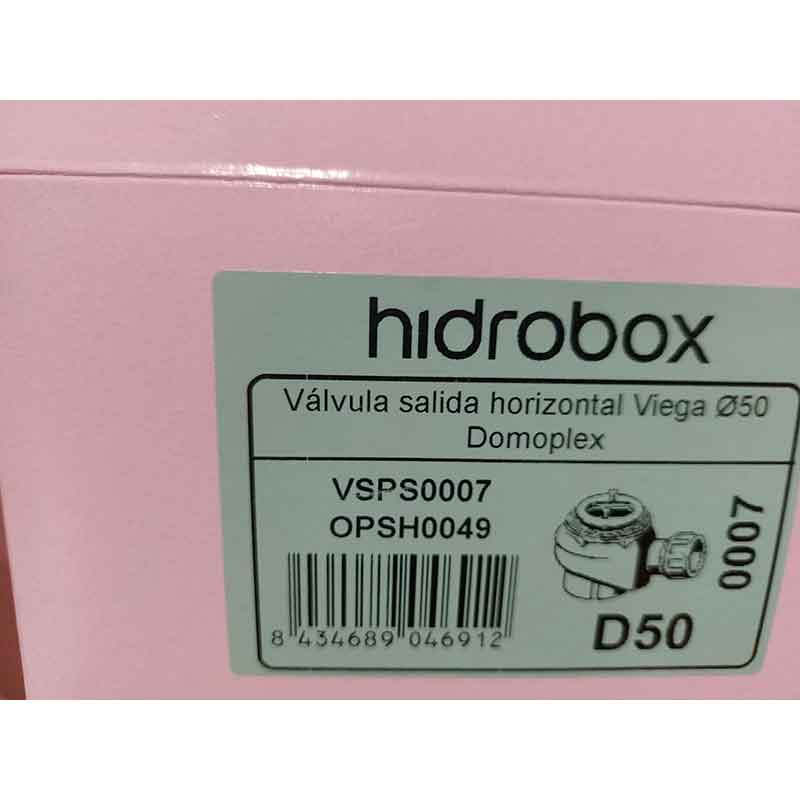 hidrobox
Válvula salida horizontal Viega Ø50
Domoplex
VSPS0007
OPSH0049
0007
D50
8 434689 046912